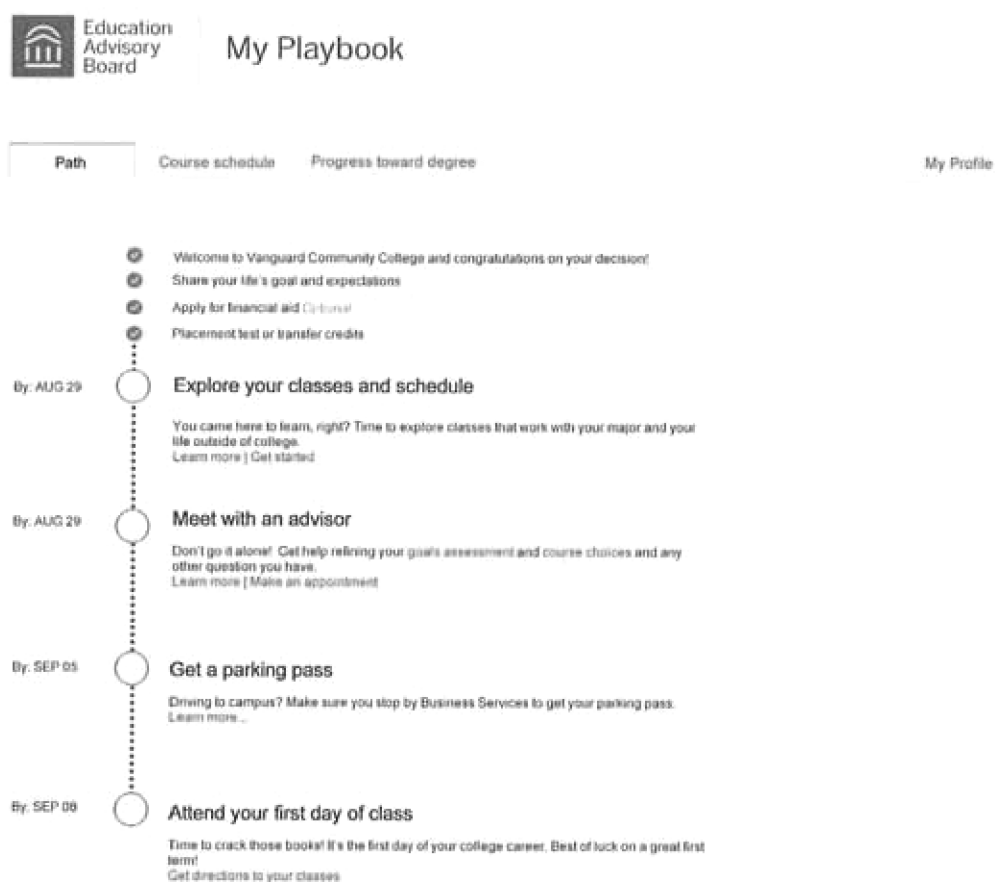 Education
Advisory
Board
My Playbook
Path
Course schedule
Progress toward degree
My Profile
Welcome to Vanguard Community College and congratulations on your decision!
Share your life's goal and expectations
Apply for financial aid Optional
Placement test or transfer credits
By: AUG 29
Explore your classes and schedule
You came here to learn, right? Time to explore classes that work with your major and your
life outside of college.
Learn more | Get started
By: AUG 29
Meet with an advisor
Don't go it alone! Get help refining your goals assessment and course choices and any
other question you have.
Learn more | Make an appointment
By: SEP 05
Get a parking pass
Driving to campus? Make sure you stop by Business Services to get your parking pass.
Learn more...
By: SEP 08
Attend your first day of class
Time to crack those books! It's the first day of your college career. Best of luck on a great first
term!
Get directions to your classes